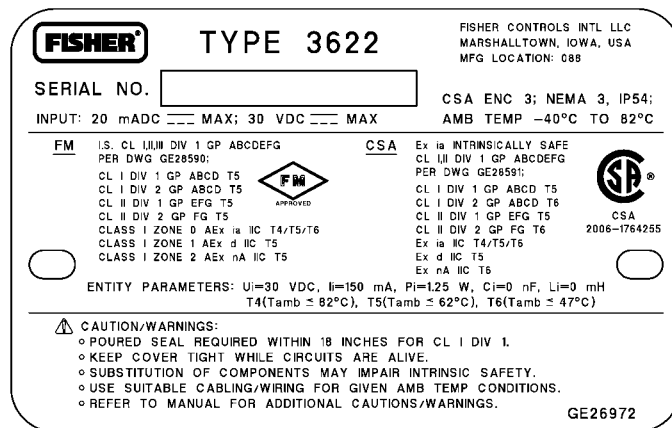 FISHER®
TYPE 3622
FISHER CONTROLS INTL LLC
MARSHALLTOWN, IOWA, USA
MFG LOCATION: 086
SERIAL NO.
CSA ENC 3; NEMA 3, IP54;
INPUT: 20 mADC MAX; 30 VDC MAX
AMB TEMP -40°C TO 82°C
FM
I.S. CL I,II,III DIV 1 GP ABCDEFG
PER DWG GE28590;
CL I DIV 1 GP ABCD T5
CL I DIV 2 GP ABCD T5
CL II DIV 1 GP EFG T5
CL II DIV 2 GP FG T5
CLASS I ZONE 0 AEx ia IIC T4/T5/T6
CLASS I ZONE 1 AEx d IIC T5
CLASS I ZONE 2 AEx nA IIC T5
FM
APPROVED
CSA
Ex ia INTRINSICALLY SAFE
CL I,II DIV 1 GP ABCDEFG
PER DWG GE28591;
CL I DIV 1 GP ABCD T5
CL I DIV 2 GP ABCD T6
CL II DIV 1 GP EFG T5
CL II DIV 2 GP FG T6
Ex ia IIC T4/T5/T6
Ex d IIC T5
Ex nA IIC T6
SA ®
CSA
2006-1764255
ENTITY PARAMETERS: Ui=30 VDC, Ii=150 mA, Pi=1.25 W, Ci=0 nF, Li=0 mH
T4(Tamb ≤ 82°C), T5(Tamb ≤ 62°C), T6(Tamb ≤ 47°C)
CAUTION/WARNINGS:
POURED SEAL REQUIRED WITHIN 18 INCHES FOR CL I DIV 1.
KEEP COVER TIGHT WHILE CIRCUITS ARE ALIVE.
SUBSTITUTION OF COMPONENTS MAY IMPAIR INTRINSIC SAFETY.
USE SUITABLE CABLING/WIRING FOR GIVEN AMB TEMP CONDITIONS.
REFER TO MANUAL FOR ADDITIONAL CAUTIONS/WARNINGS.
GE26972